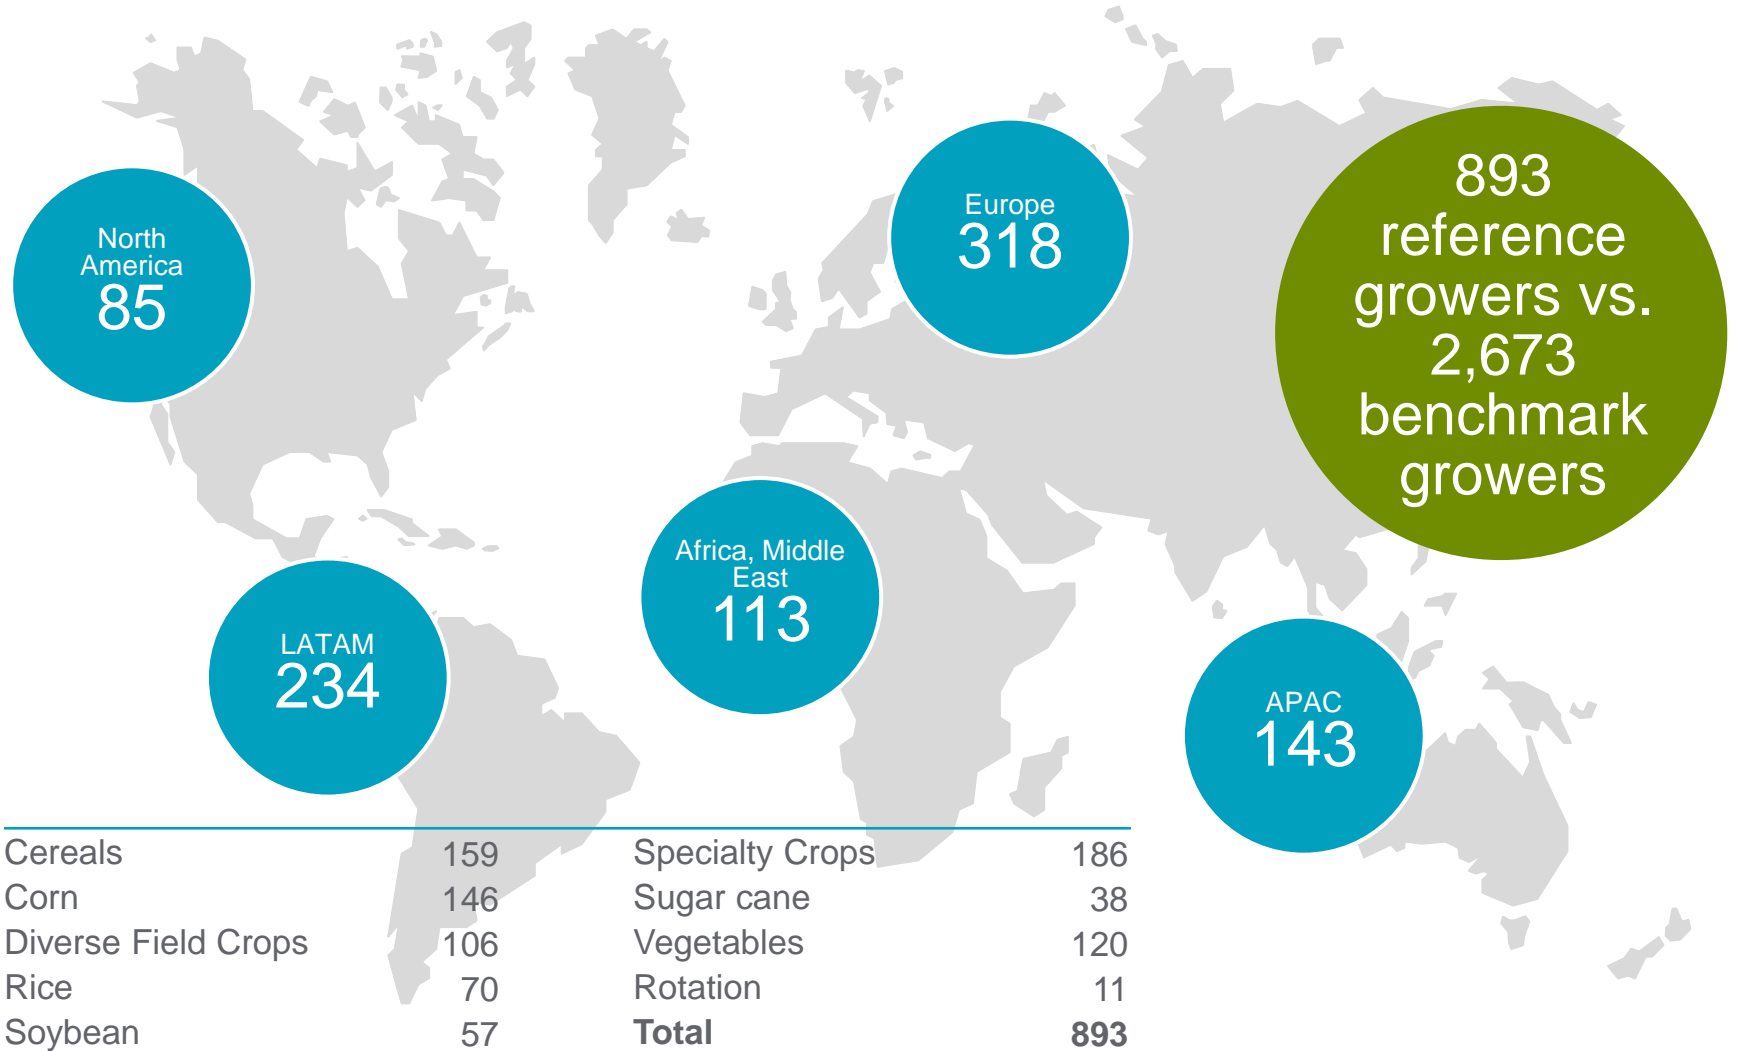 North
America
85
Europe
318
893
reference
growers vs.
2,673
benchmark
growers
Africa, Middle
East
113
LATAM
234
APAC
143
Cereals 159
Corn 146
Diverse Field Crops 106
Rice 70
Soybean 57
Specialty Crops 186
Sugar cane 38
Vegetables 120
Rotation 11
Total 893